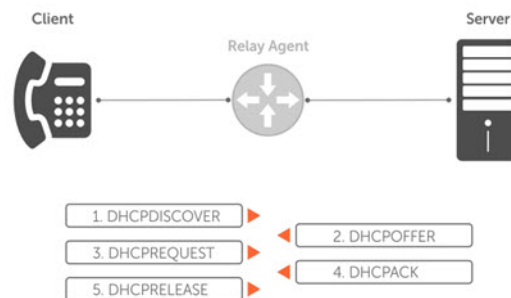 Client
Server
Relay Agent
1. DHCPDISCOVER
2. DHCPOFFER
3. DHCPREQUEST
4. DHCPACK
5. DHCPRELEASE